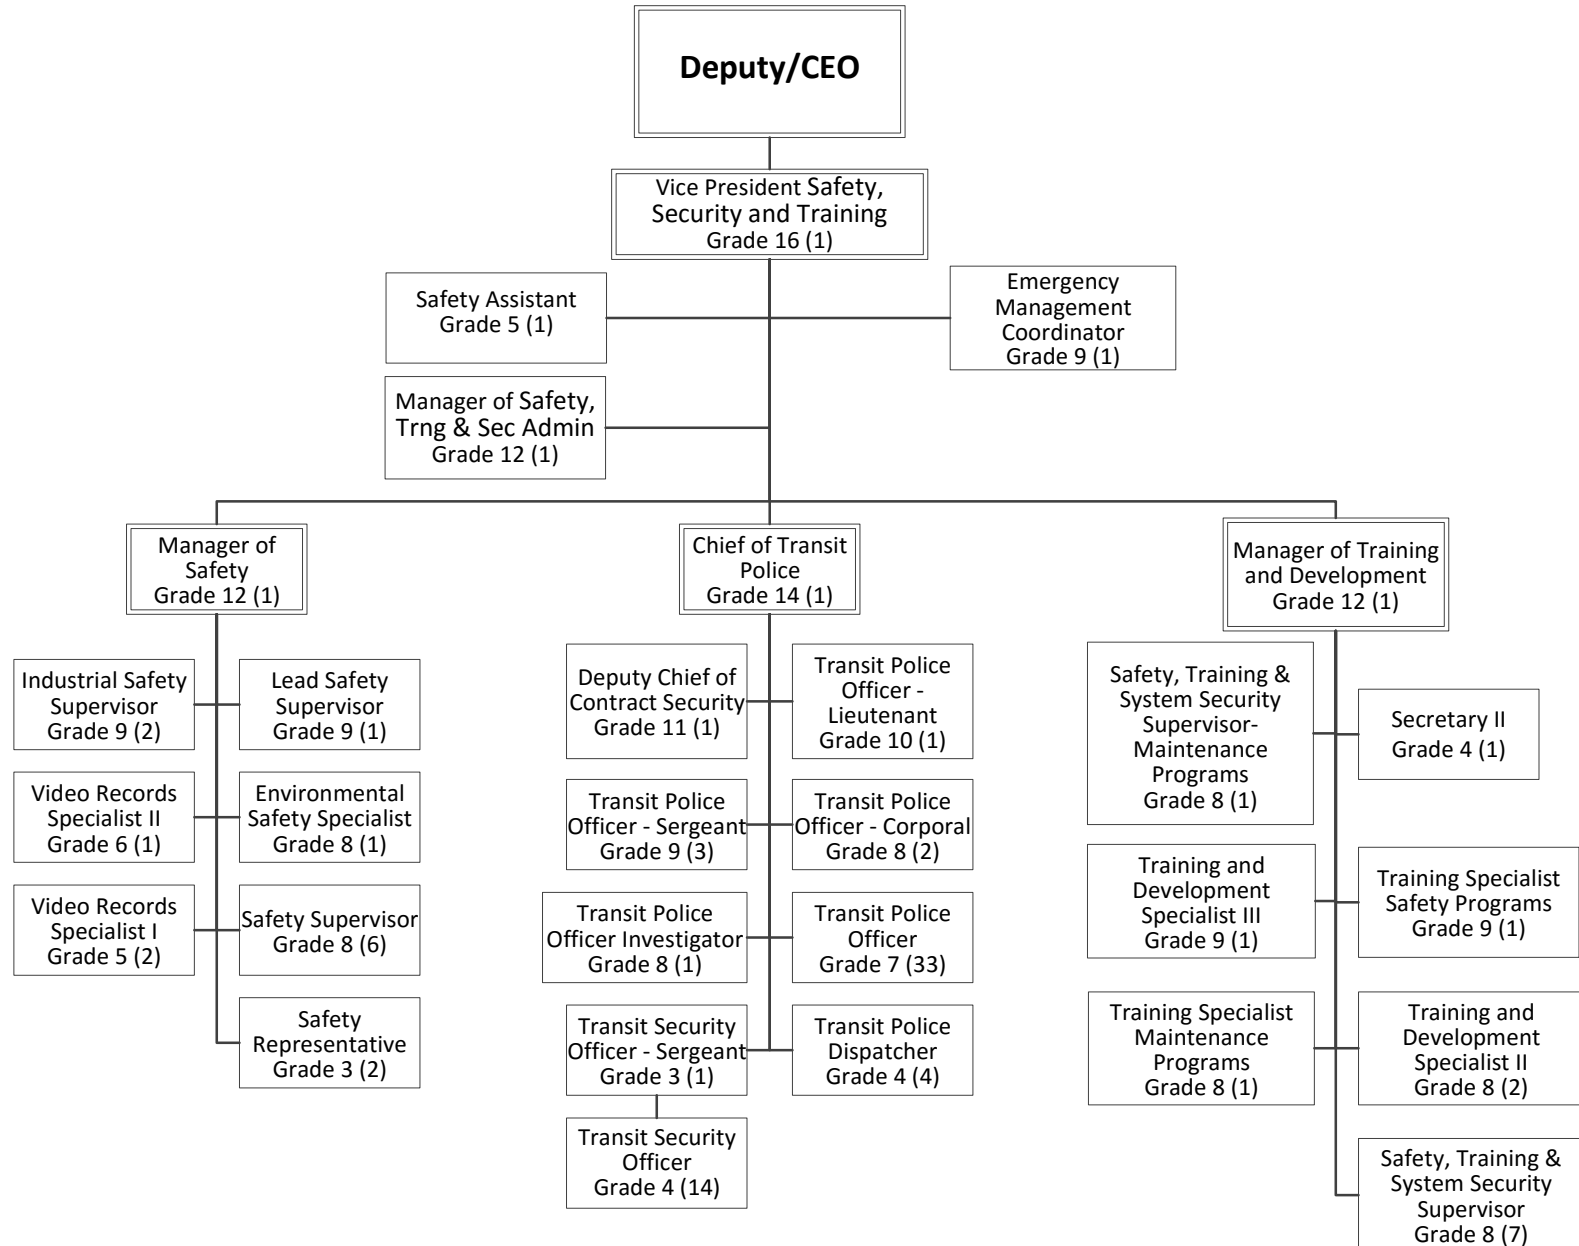 Deputy/CEO
Vice President Safety,
Security and Training
Grade 16 (1)
Safety Assistant
Grade 5 (1)
Emergency
Management
Coordinator
Grade 9 (1)
Manager of Safety,
Trng & Sec Admin
Grade 12 (1)
Manager of
Safety
Grade 12 (1)
Chief of Transit
Police
Grade 14 (1)
Manager of Training
and Development
Grade 12 (1)
Industrial Safety
Supervisor
Grade 9 (2)
Lead Safety
Supervisor
Grade 9 (1)
Video Records
Specialist II
Grade 6 (1)
Environmental
Safety Specialist
Grade 8 (1)
Video Records
Specialist I
Grade 5 (2)
Safety Supervisor
Grade 8 (6)
Safety
Representative
Grade 3 (2)
Deputy Chief of
Contract Security
Grade 11 (1)
Transit Police
Officer -
Lieutenant
Grade 10 (1)
Transit Police
Officer - Sergeant
Grade 9 (3)
Transit Police
Officer - Corporal
Grade 8 (2)
Transit Police
Officer Investigator
Grade 8 (1)
Transit Police
Officer
Grade 7 (33)
Transit Security
Officer - Sergeant
Grade 3 (1)
Transit Police
Dispatcher
Grade 4 (4)
Transit Security
Officer
Grade 4 (14)
Safety, Training &
System Security
Supervisor-
Maintenance
Programs
Grade 8 (1)
Secretary II
Grade 4 (1)
Training and
Development
Specialist III
Grade 9 (1)
Training Specialist
Safety Programs
Grade 9 (1)
Training Specialist
Maintenance
Programs
Grade 8 (1)
Training and
Development
Specialist II
Grade 8 (2)
Safety, Training &
System Security
Supervisor
Grade 8 (7)